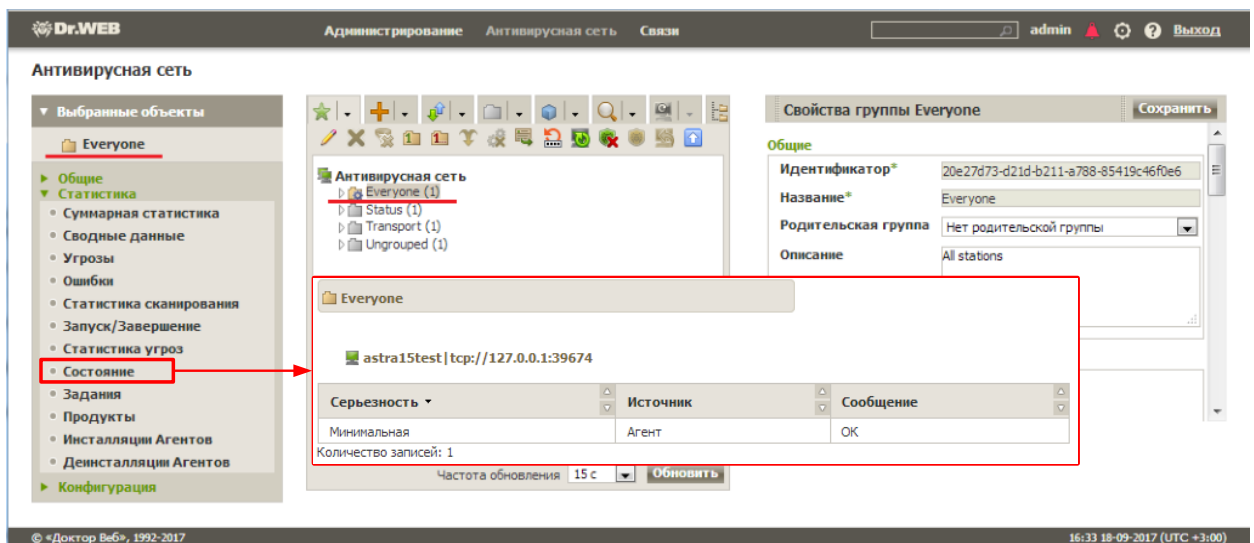 Dr.WEB
Администрирование Антивирусная сеть Связи
admin
Выход
Антивирусная сеть
Выбранные объекты
Everyone
Общие
Статистика
Суммарная статистика
Сводные данные
Угрозы
Ошибки
Статистика сканирования
Запуск/Завершение
Статистика угроз
Состояние
Задания
Продукты
Инсталляции Агентов
Деинсталляции Агентов
Конфигурация
Антивирусная сеть
Everyone (1)
Status (1)
Transport (1)
Ungrouped (1)
Свойства группы Everyone
Сохранить
Общие
Идентификатор* 20e27d73-d21d-b211-a788-85419c46f0e6
Название* Everyone
Родительская группа Нет родительской группы
Описание All stations
Everyone
astra15test|tcp://127.0.0.1:39674
Серьезность Источник Сообщение
Минимальная Агент OK
Количество записей: 1
Частота обновления 15 с Обновить
© «Доктор Веб», 1992-2017
16:33 18-09-2017 (UTC +3:00)